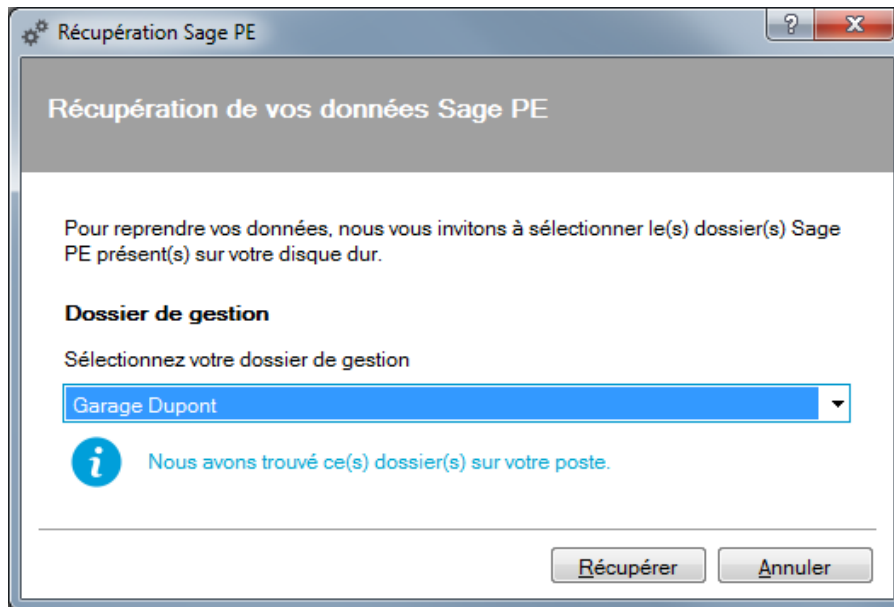 Récupération Sage PE
Récupération de vos données Sage PE
Pour reprendre vos données, nous vous invitons à sélectionner le(s) dossier(s) Sage
PE présent(s) sur votre disque dur.
Dossier de gestion
Sélectionnez votre dossier de gestion
Garage Dupont
Nous avons trouvé ce(s) dossier(s) sur votre poste.
Récupérer Annuler